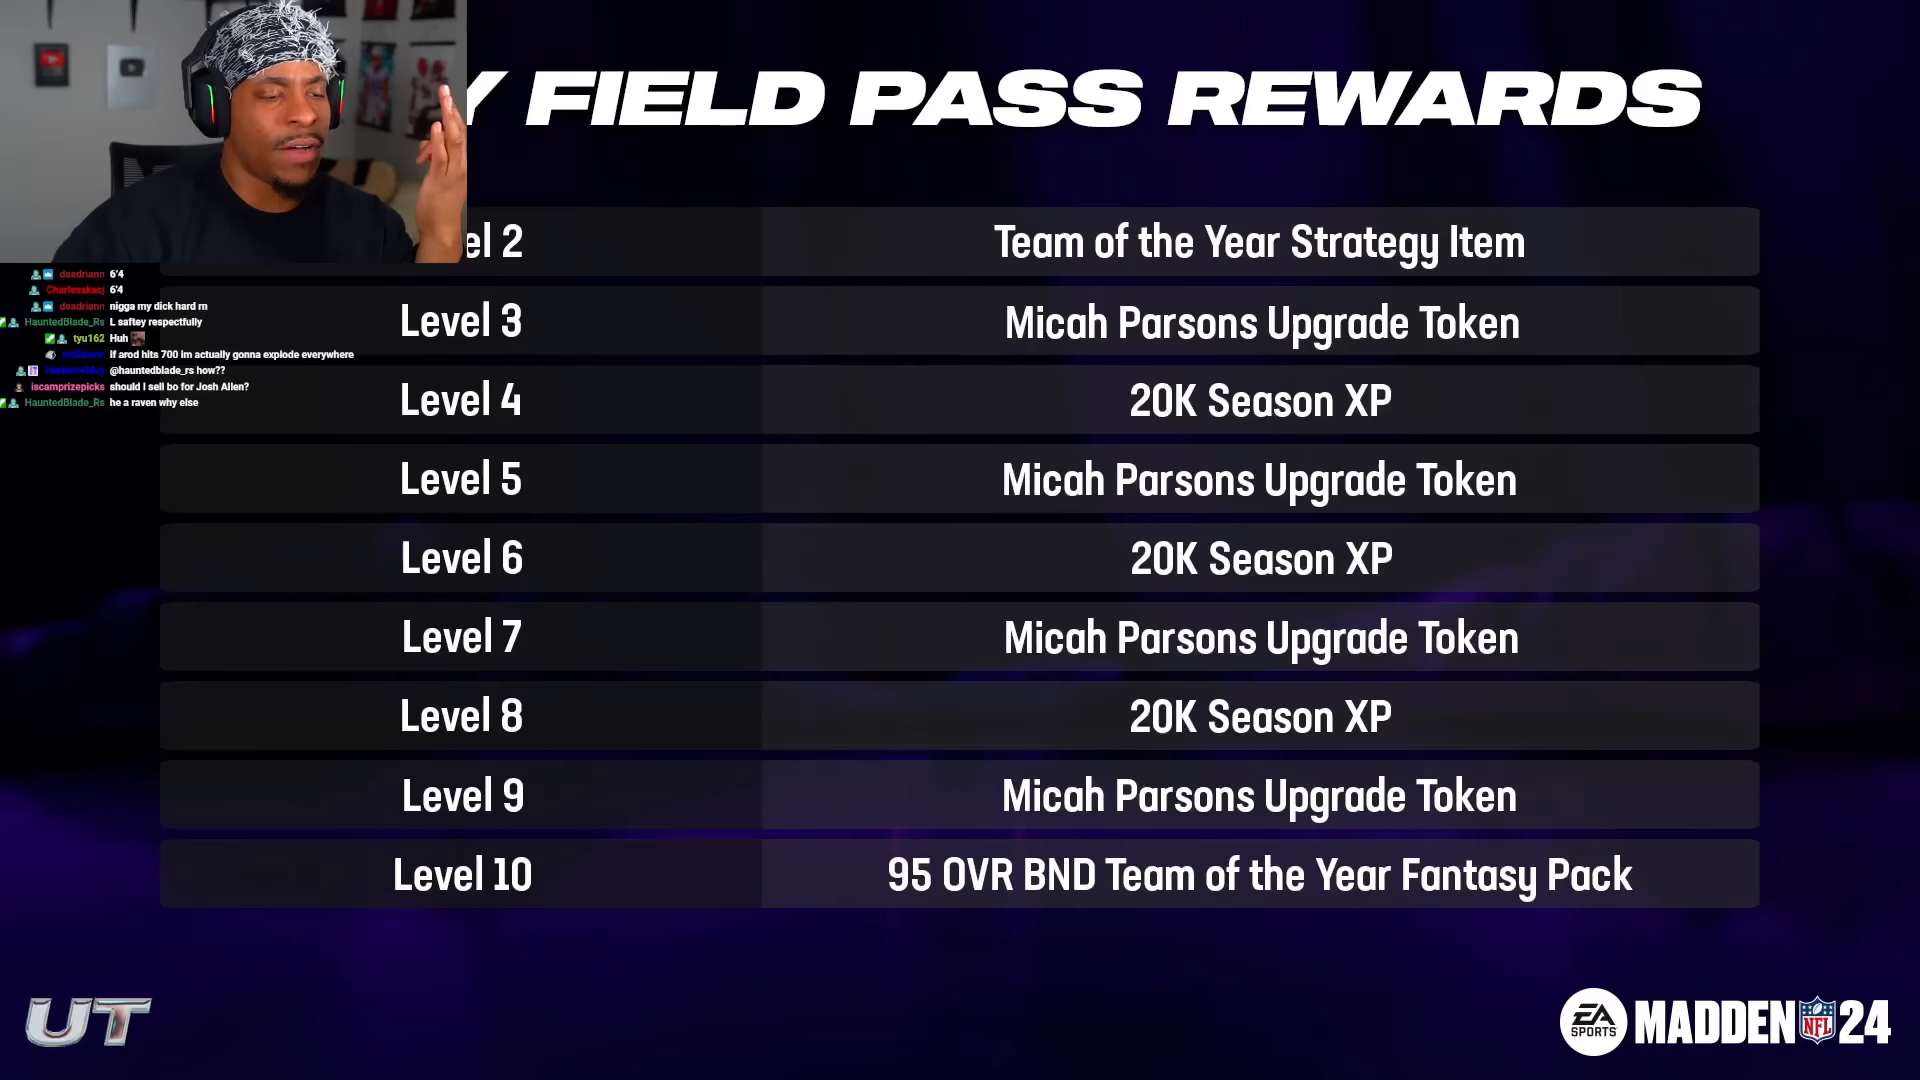 Y FIELD PASS REWARDS
el 2 Team of the Year Strategy Item
Level 3 Micah Parsons Upgrade Token
Level 4 20K Season XP
Level 5 Micah Parsons Upgrade Token
Level 6 20K Season XP
Level 7 Micah Parsons Upgrade Token
Level 8 20K Season XP
Level 9 Micah Parsons Upgrade Token
Level 10 95 OVR BND Team of the Year Fantasy Pack
deadriann 6'4
6'4
deadriann nigga my dick hard rn
HauntedBlade_Rs L saftey respectfully
tyu162 Huh
if arod hits 700 im actually gonna explode everywhere
@hauntedblade_rs how??
iscamprizepicks should I sell bo for Josh Allen?
HauntedBlade_Rs he a raven why else
UT
EA SPORTS MADDEN NFL 24